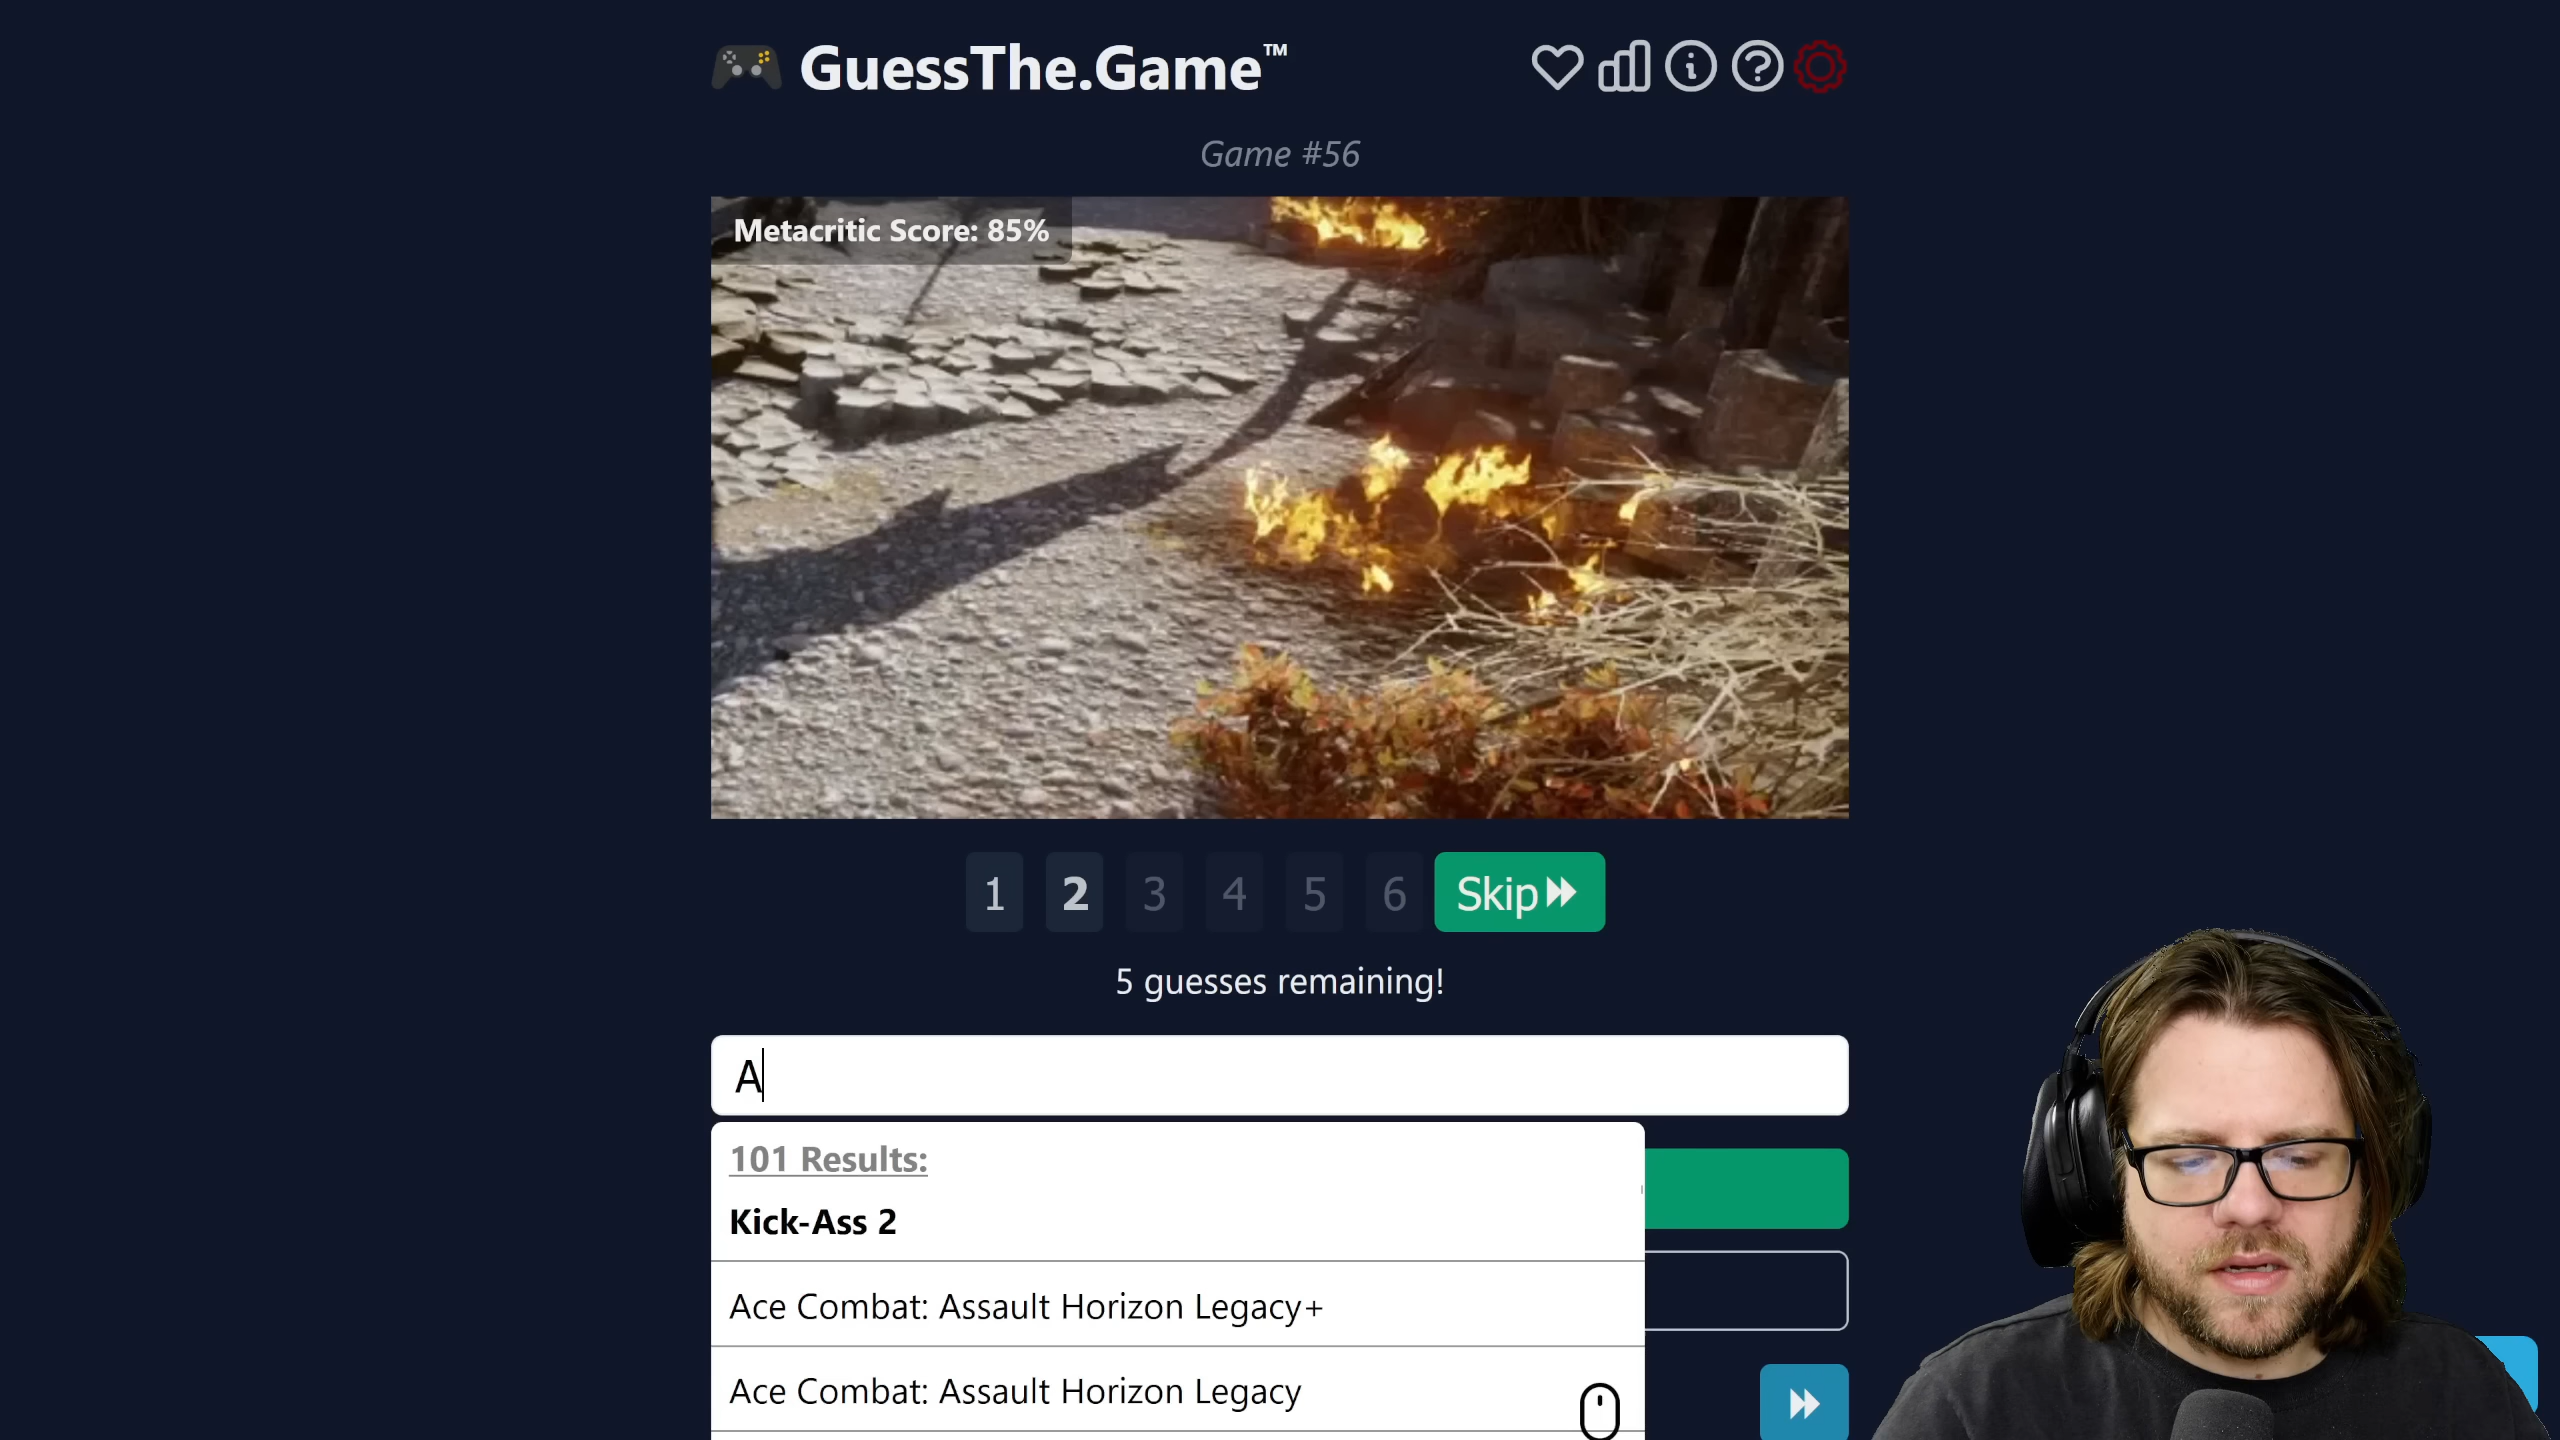 GuessThe.Game™
Game #56
Metacritic Score: 85%
1 2 3 4 5 6 Skip
5 guesses remaining!
A
101 Results:
Kick-Ass 2
Ace Combat: Assault Horizon Legacy+
Ace Combat: Assault Horizon Legacy